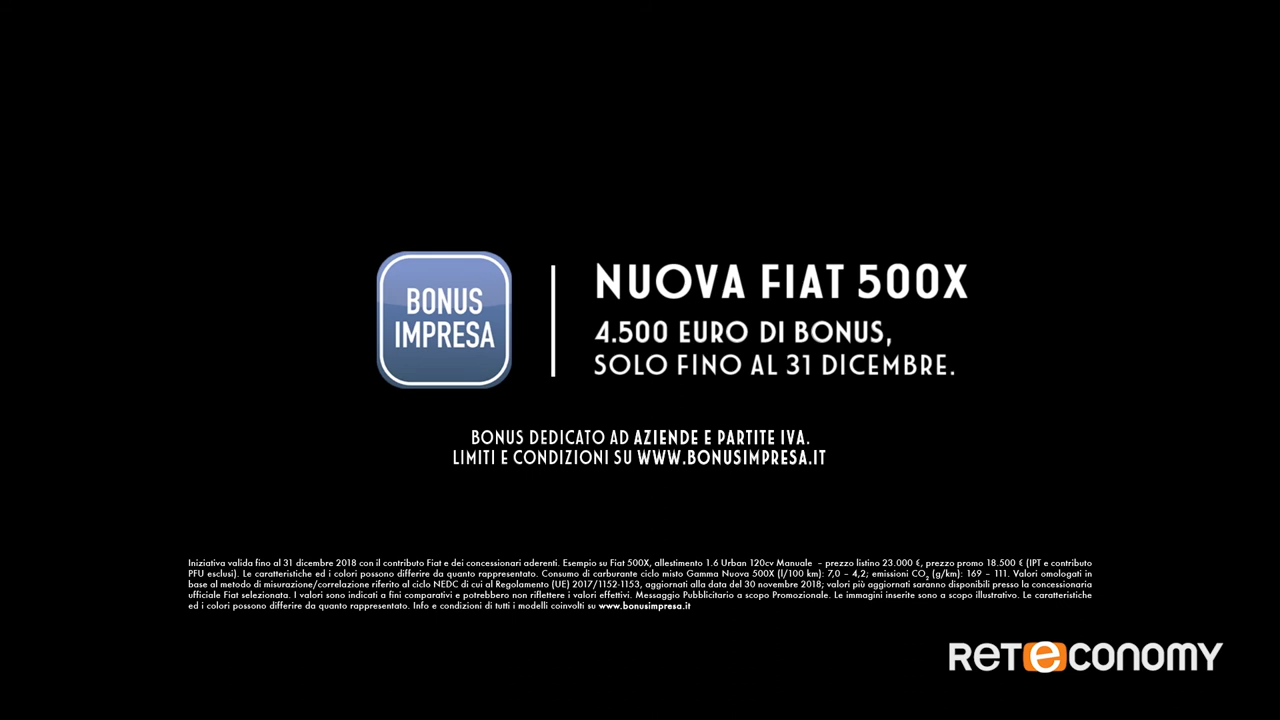 BONUS
IMPRESA
NUOVA FIAT 500X
4.500 EURO DI BONUS,
SOLO FINO AL 31 DICEMBRE.
BONUS DEDICATO AD AZIENDE E PARTITE IVA.
LIMITI E CONDIZIONI SU WWW.BONUSIMPRESA.IT
Iniziativa valida fino al 31 dicembre 2018 con il contributo Fiat e dei concessionari aderenti. Esempio su Fiat 500X, allestimento 1.6 Urban 120cv Manuale – prezzo listino 23.000 €, prezzo promo 18.500 € (IPT e contributo
PFU esclusi). Le caratteristiche ed i colori possono differire da quanto rappresentato. Consumo di carburante ciclo misto Gamma Nuova 500X (l/100 km): 7,0 – 4,2; emissioni CO₂ (g/km): 169 – 111. Valori omologati in
base al metodo di misurazione/correlazione riferito al ciclo NEDC di cui al Regolamento (UE) 2017/1152-1153, aggiornati alla data del 30 novembre 2018; valori più aggiornati saranno disponibili presso la concessionaria
ufficiale Fiat selezionata. I valori sono indicati a fini comparativi e potrebbero non riflettere i valori effettivi. Messaggio Pubblicitario a scopo Promozionale. Le immagini inserite sono a scopo illustrativo. Le caratteristiche
ed i colori possono differire da quanto rappresentato. Info e condizioni di tutti i modelli coinvolti su www.bonusimpresa.it
RETeCONOMY